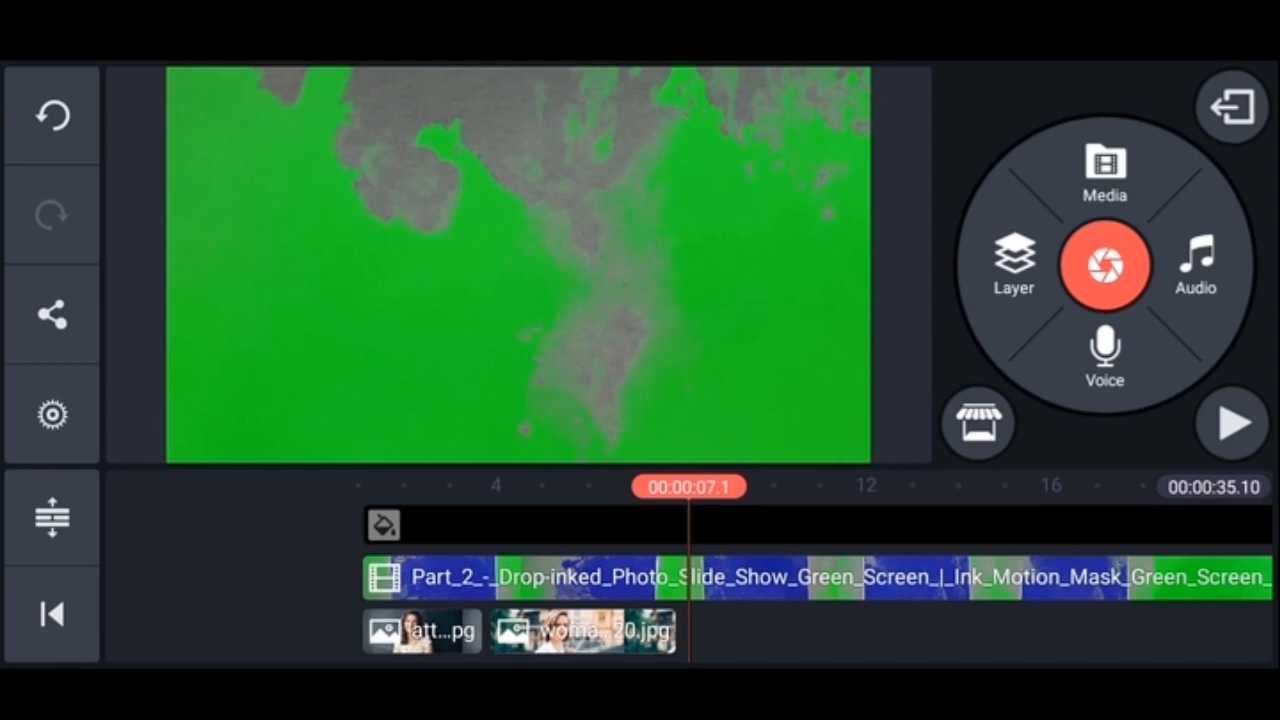 Media
Layer
Audio
Voice
4
00:00:07.1
12
16
00:00:35.10
Part_2_-_Drop-inked_Photo_Slide_Show_Green_Screen_|_Ink_Motion_Mask_Green_Screen_
att...pg
woma...20.jpg